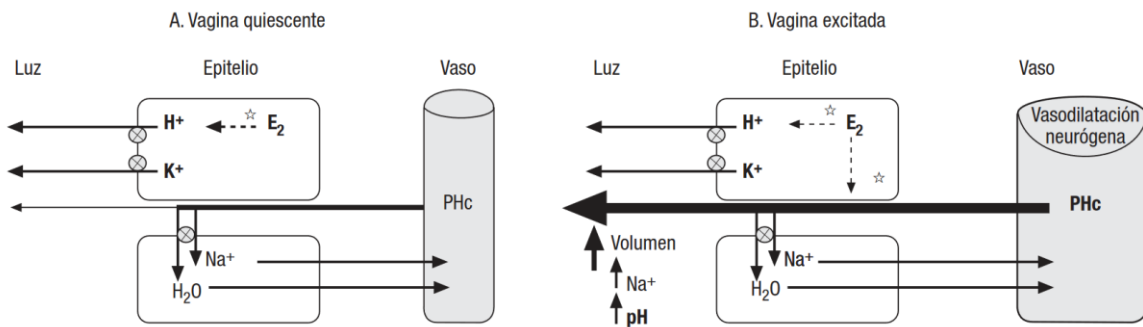 A. Vagina quiescente
Luz Epitelio Vaso
H+ ☆ E2
K+
PHc
Na+
H2O
B. Vagina excitada
Luz Epitelio Vaso
H+ ☆ E2
Vasodilatación
neurógena
K+ ☆
PHc
Volumen
Na+
Na+
H2O
pH